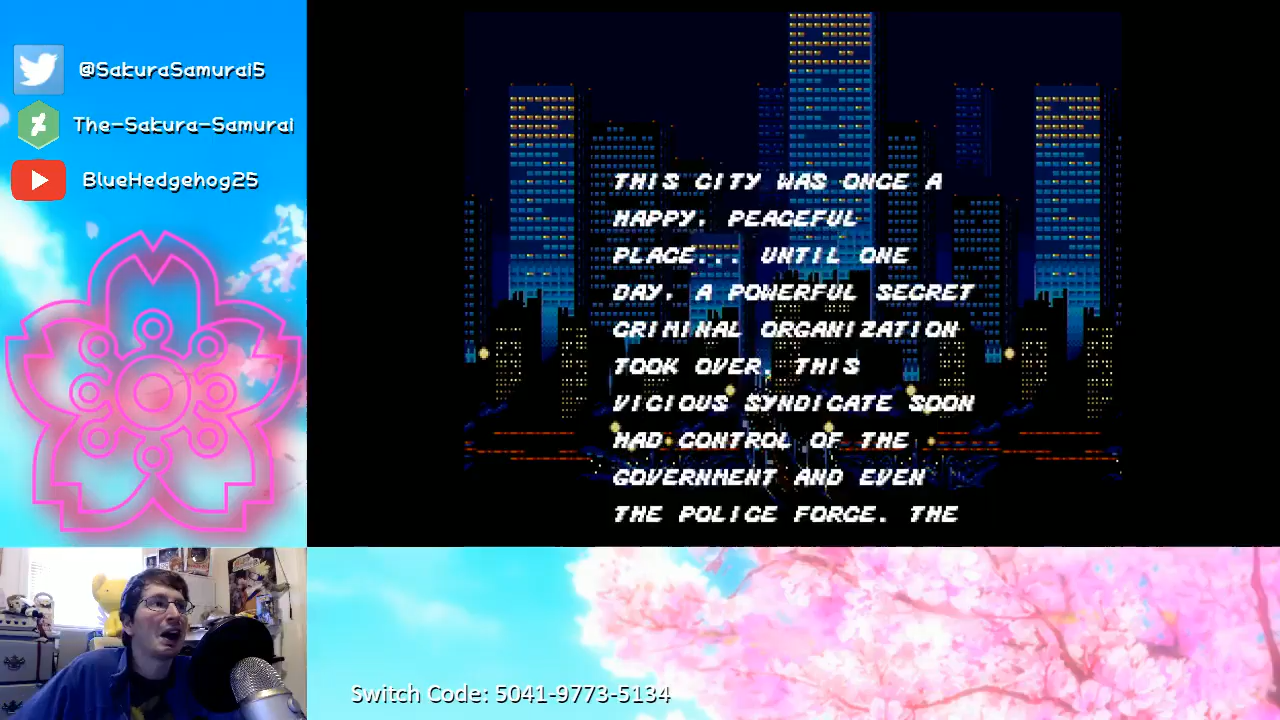 @SakuraSamurai5
The-Sakura-Samurai
BlueHedgehog25
THIS CITY WAS ONCE A
HAPPY, PEACEFUL
PLACE... UNTIL ONE
DAY, A POWERFUL SECRET
CRIMINAL ORGANIZATION
TOOK OVER. THIS
VICIOUS SYNDICATE SOON
HAD CONTROL OF THE
GOVERNMENT AND EVEN
THE POLICE FORCE. THE
Switch Code: 5041-9773-5134